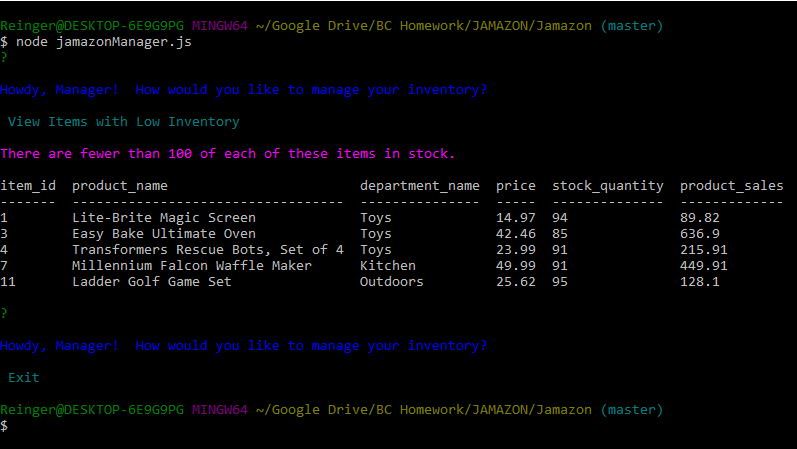 Reinger@DESKTOP-6E9G9PG MINGW64 ~/Google Drive/BC Homework/JAMAZON/Jamazon (master)
$ node jamazonManager.js
?
Howdy, Manager!  How would you like to manage your inventory?
View Items with Low Inventory
There are fewer than 100 of each of these items in stock.
item_id  product_name                        department_name  price  stock_quantity  product_sales
-------  ----------------------------------  ---------------  -----  --------------  -------------
1        Lite-Brite Magic Screen             Toys             14.97  94              89.82
3        Easy Bake Ultimate Oven             Toys             42.46  85              636.9
4        Transformers Rescue Bots, Set of 4  Toys             23.99  91              215.91
7        Millennium Falcon Waffle Maker      Kitchen          49.99  91              449.91
11       Ladder Golf Game Set                Outdoors         25.62  95              128.1
?
Howdy, Manager!  How would you like to manage your inventory?
Exit
Reinger@DESKTOP-6E9G9PG MINGW64 ~/Google Drive/BC Homework/JAMAZON/Jamazon (master)
$